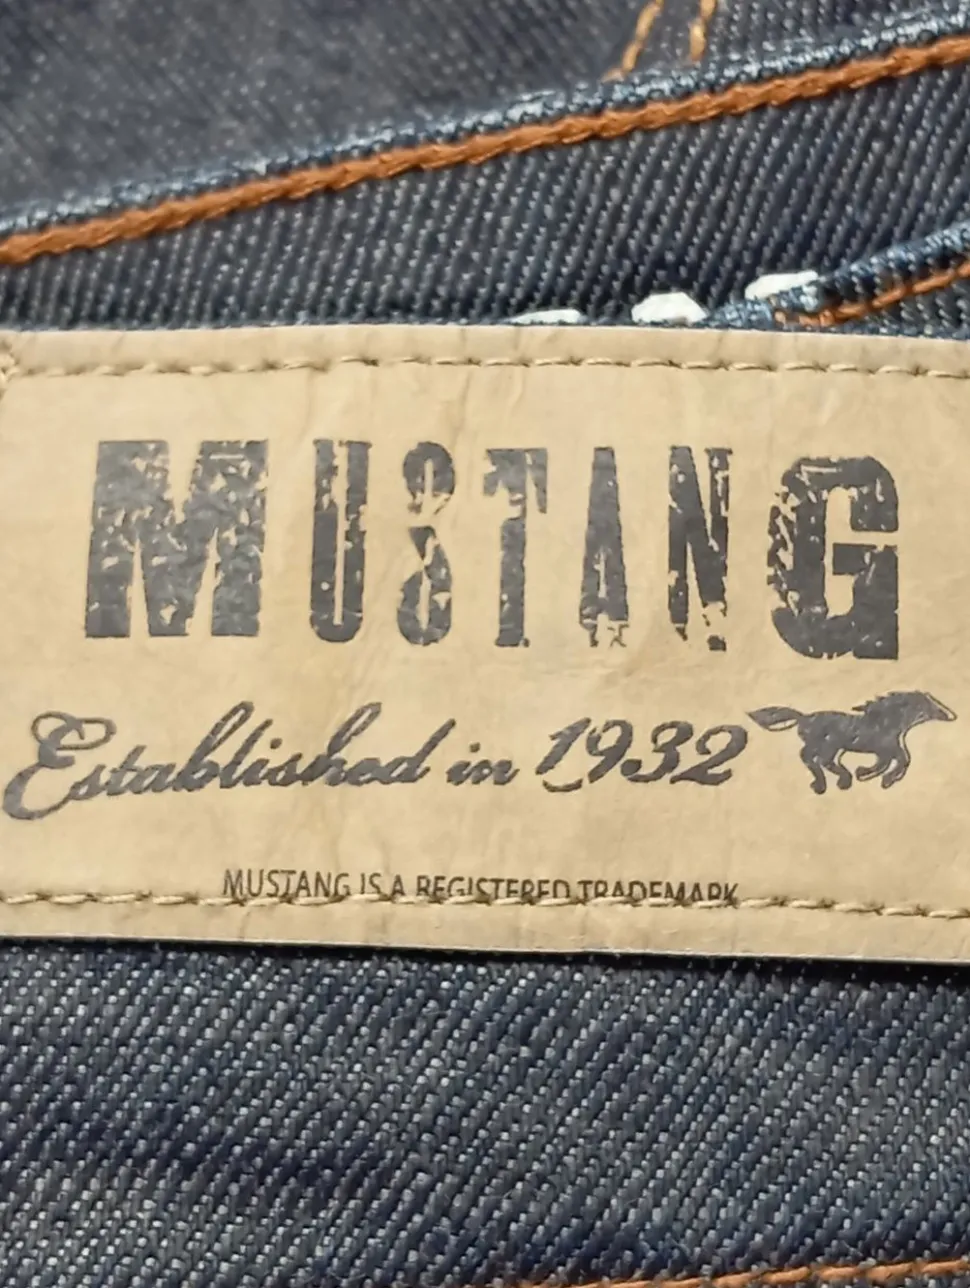 MUSTANG
Established in 1932
MUSTANG IS A REGISTERED TRADEMARK